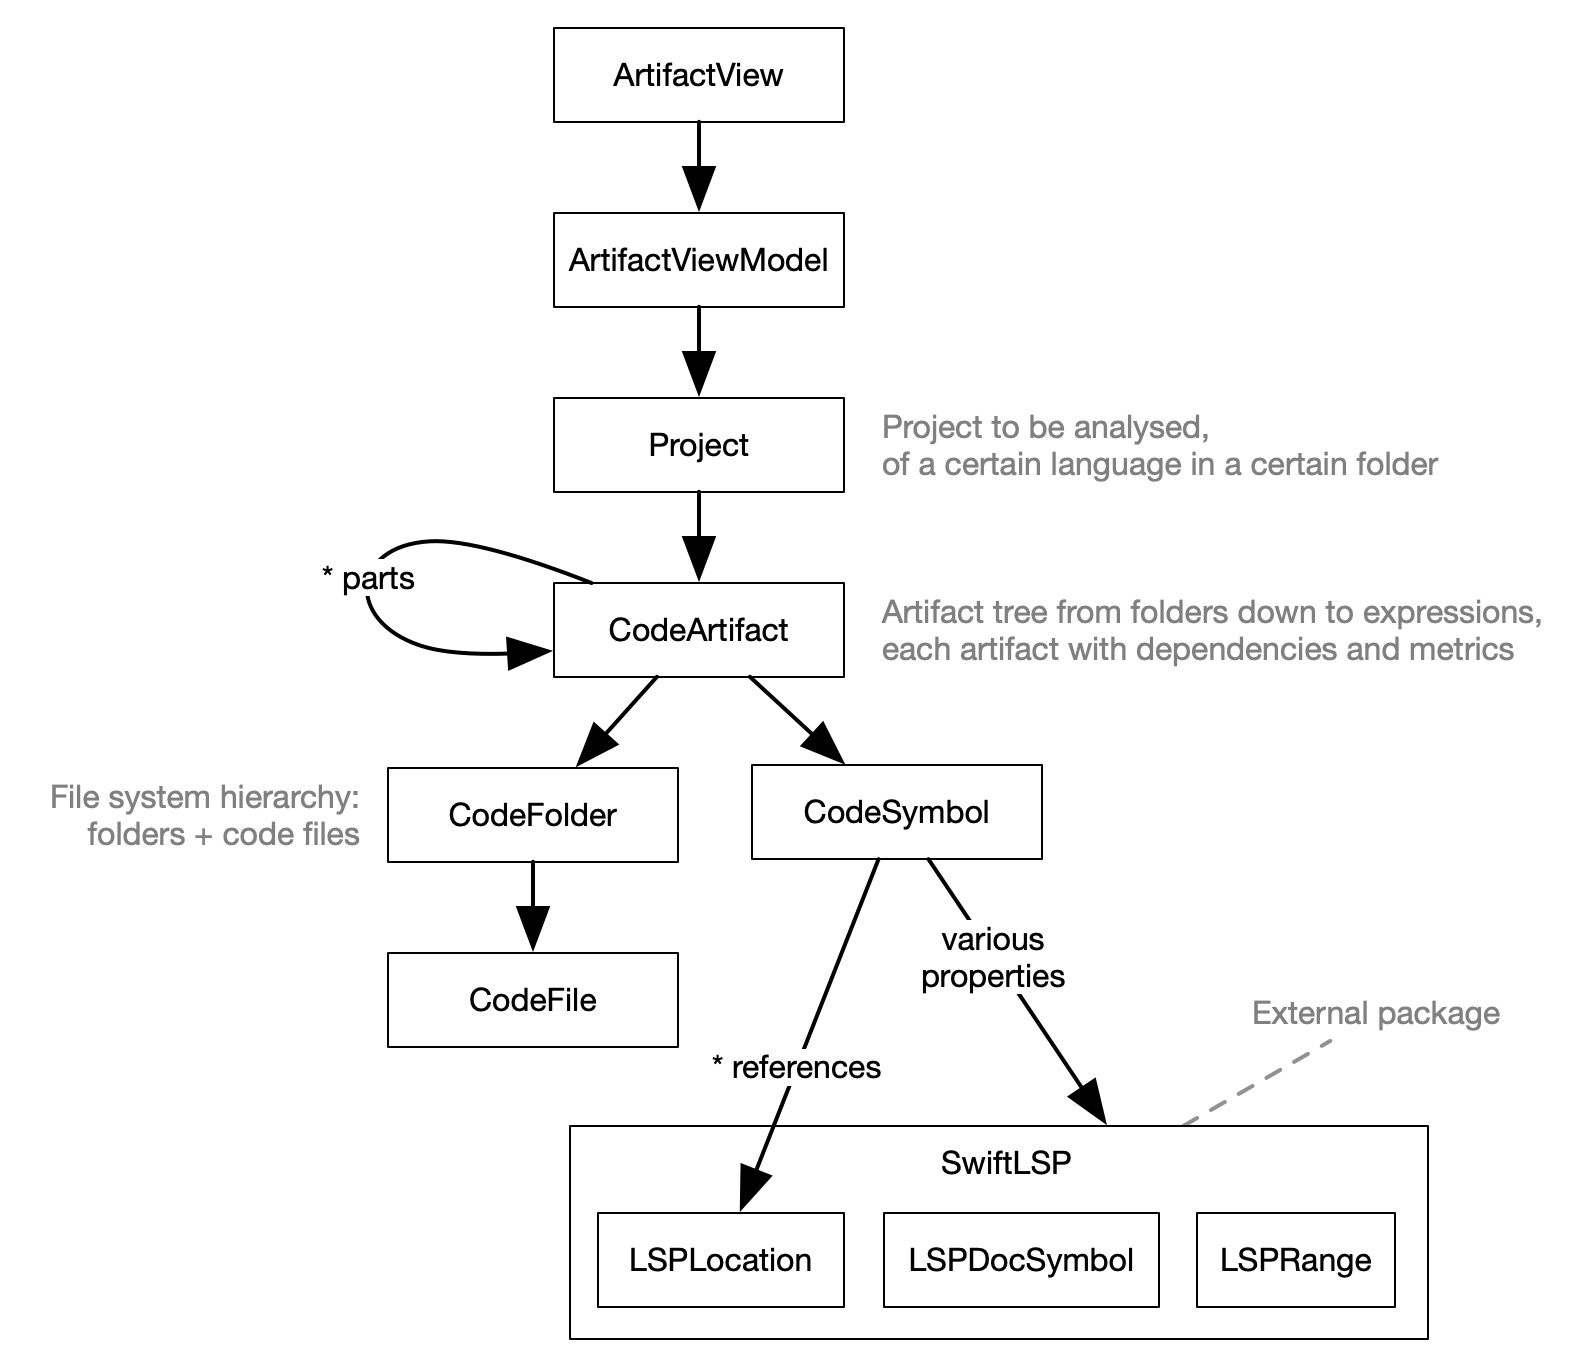 ArtifactView
ArtifactViewModel
Project
Project to be analysed,
of a certain language in a certain folder
* parts
CodeArtifact
Artifact tree from folders down to expressions,
each artifact with dependencies and metrics
File system hierarchy:
folders + code files
CodeFolder
CodeSymbol
CodeFile
various
properties
* references
External package
SwiftLSP
LSPLocation
LSPDocSymbol
LSPRange